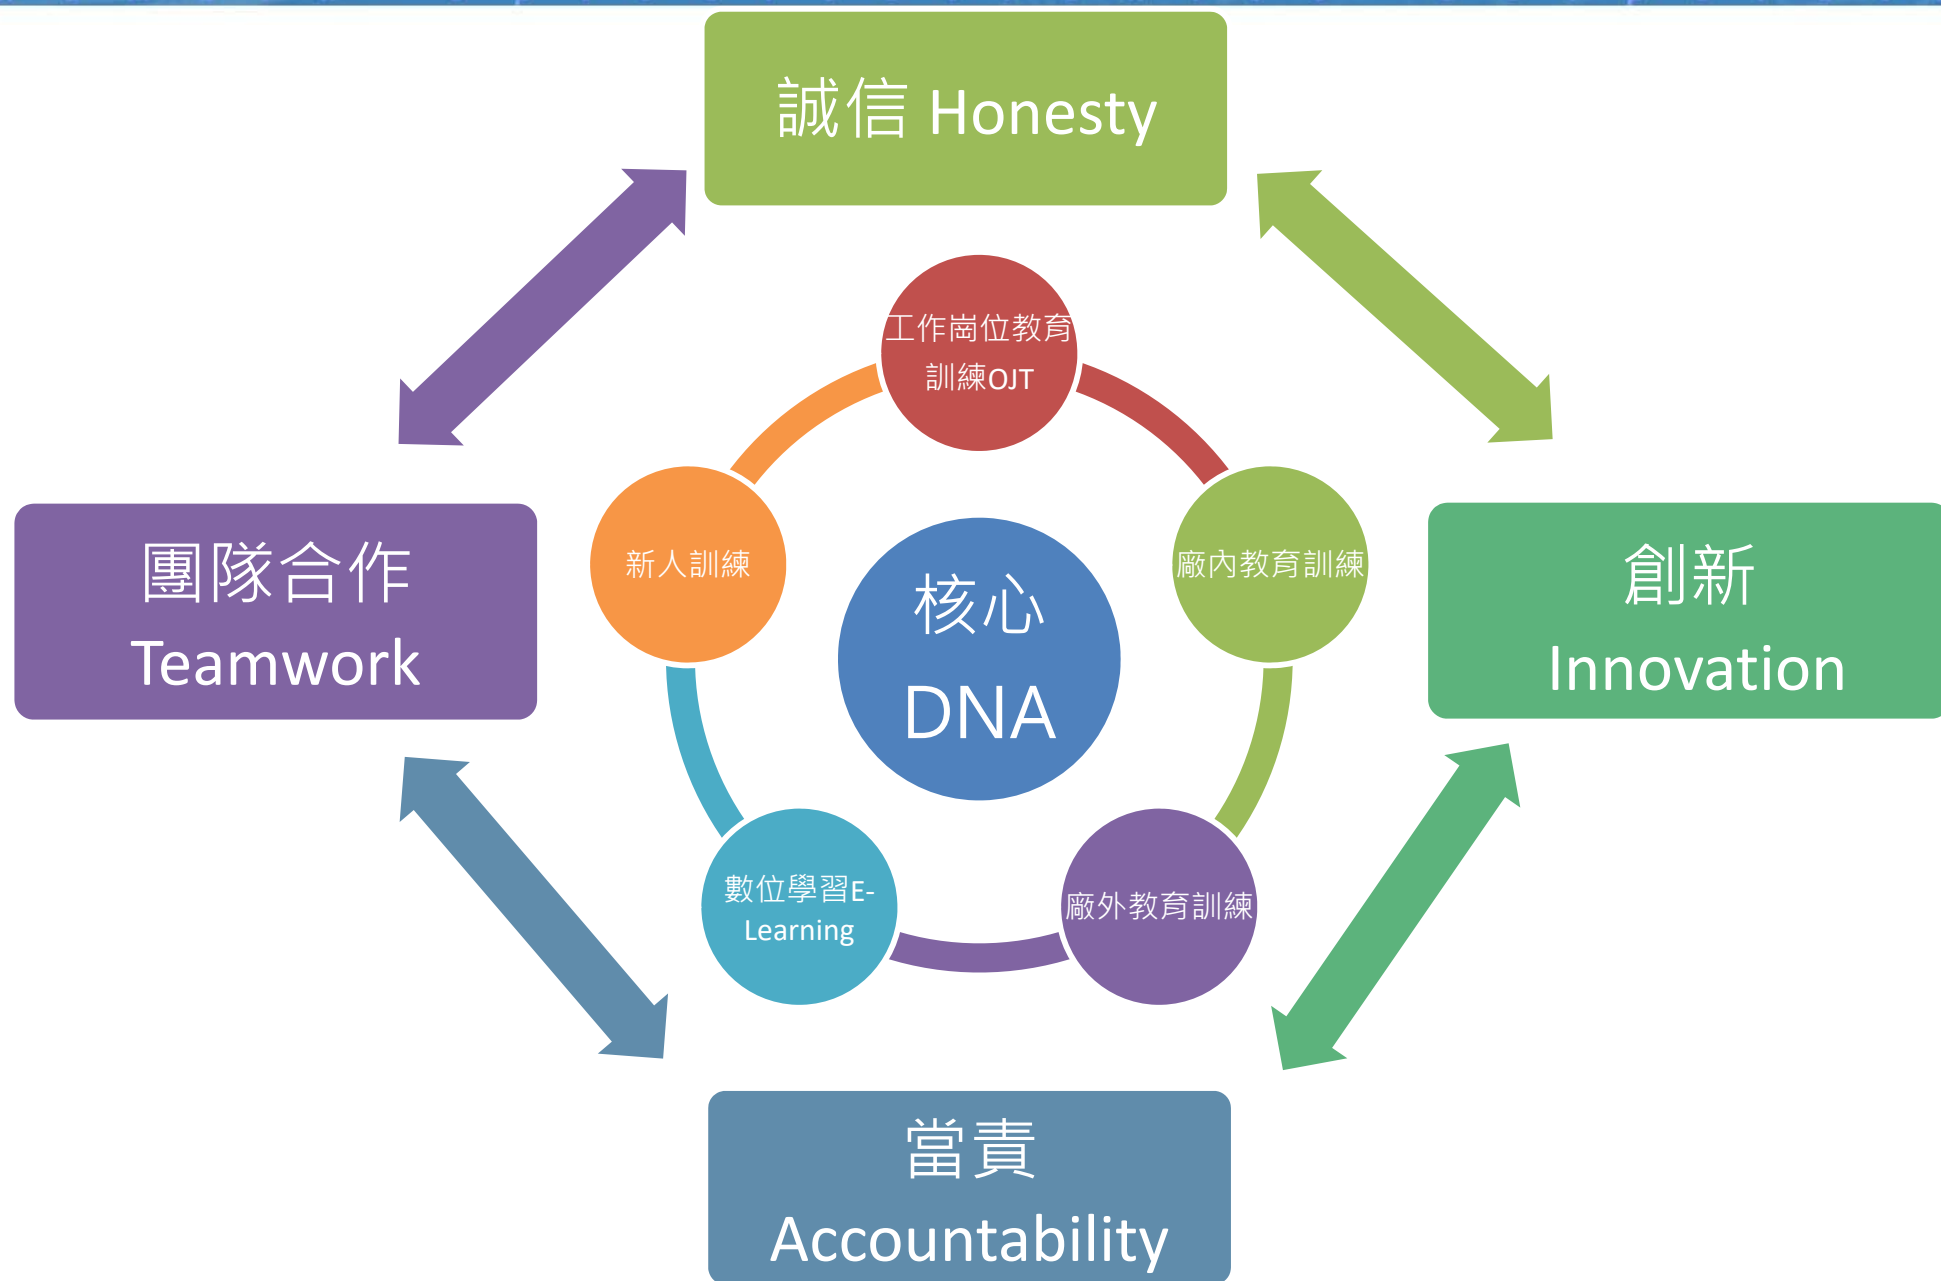 誠信 Honesty
工作崗位教育
訓練OJT
新人訓練
廠內教育訓練
團隊合作
Teamwork
核心
DNA
創新
Innovation
數位學習E-
Learning
廠外教育訓練
當責
Accountability